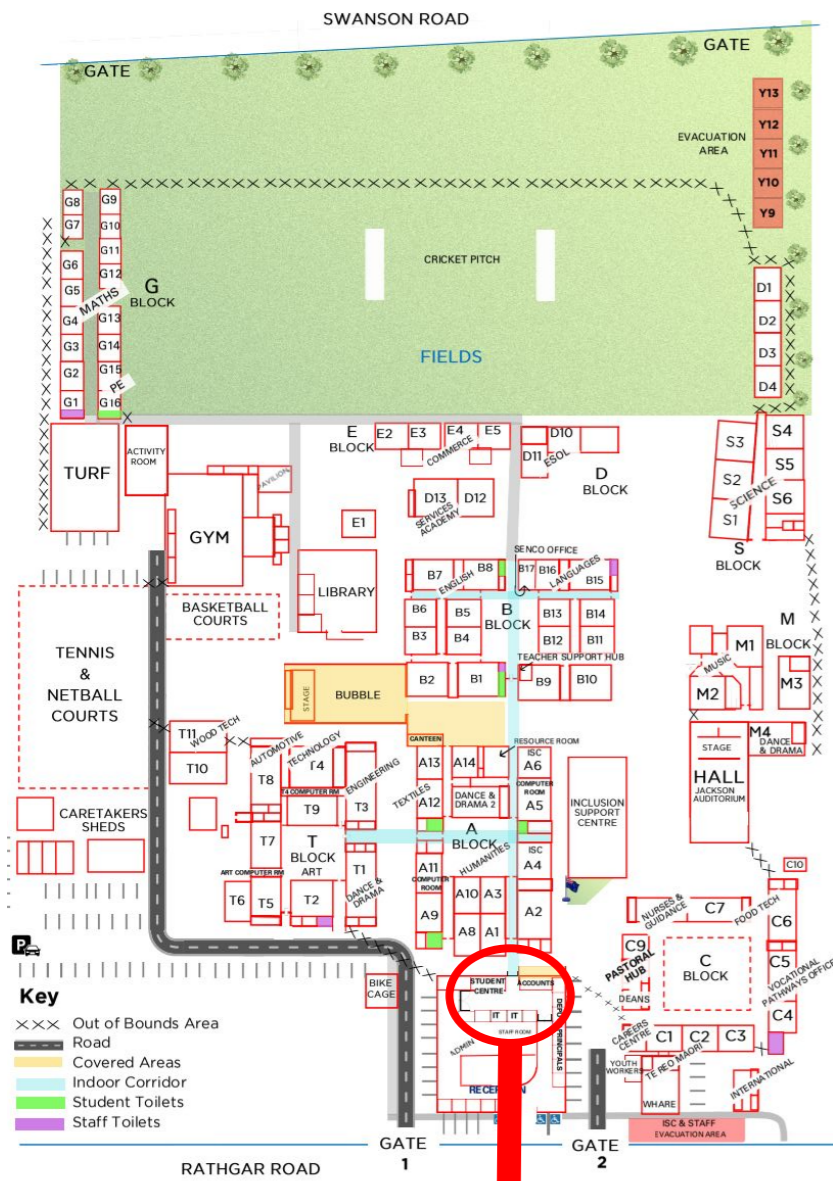 SWANSON ROAD
GATE
GATE
Y13
Y12
Y11
Y10
Y9
EVACUATION
AREA
G8
G9
G7
G10
G11
G6
G12
G5
MATHS
G
BLOCK
G4
G13
G3
G14
G2
G15
PE
G1
G16
CRICKET PITCH
FIELDS
D1
D2
D3
D4
TURF
ACTIVITY
ROOM
PAVILION
GYM
E
BLOCK
E2
E3
E4
E5
COMMERCE
D10
D11
ESOL
D
BLOCK
D13
D12
SERVICES
ACADEMY
E1
S3
S4
S2
S5
SCIENCE
S1
S6
S
BLOCK
LIBRARY
SENCO OFFICE
B7
B8
ENGLISH
B17
B16
LANGUAGES
B15
B6
B5
B
BLOCK
B13
B14
B3
B4
B12
B11
TEACHER SUPPORT HUB
B2
B1
B9
B10
BASKETBALL
COURTS
TENNIS
&
NETBALL
COURTS
STAGE
BUBBLE
M
BLOCK
M1
MUSIC
M2
M3
M4
DANCE
& DRAMA
STAGE
HALL
JACKSON
AUDITORIUM
T11
WOOD TECH
T10
AUTOMOTIVE
TECHNOLOGY
T8
T4
ENGINEERING
T4 COMPUTER RM
T9
T3
T7
T
BLOCK
ART
ART COMPUTER RM
T1
T6
T5
T2
DANCE &
DRAMA
CARETAKERS
SHEDS
CANTEEN
RESOURCE ROOM
A13
A14
ISC
A6
TEXTILES
A12
DANCE &
DRAMA 2
COMPUTER
ROOM
A5
A
BLOCK
HUMANITIES
A11
ISC
A4
COMPUTER
ROOM
A9
A10
A3
A2
A8
A1
INCLUSION
SUPPORT
CENTRE
C10
NURSES &
GUIDANCE
C7
FOOD TECH
C6
C9
PASTORAL
HUB
C
BLOCK
C5
VOCATIONAL
PATHWAYS OFFICE
DEANS
C4
CAREERS
CENTRE
C1
C2
C3
TE REO MAORI
YOUTH
WORKERS
WHARE
INTERNATIONAL
ISC & STAFF
EVACUATION AREA
P
BIKE
CAGE
STUDENT
CENTRE
ACCOUNTS
IT
IT
STAFF ROOM
ADMIN
DEPUTY PRINCIPALS
Key
Out of Bounds Area
Road
Covered Areas
Indoor Corridor
Student Toilets
Staff Toilets
GATE
1
GATE
2
RATHGAR ROAD